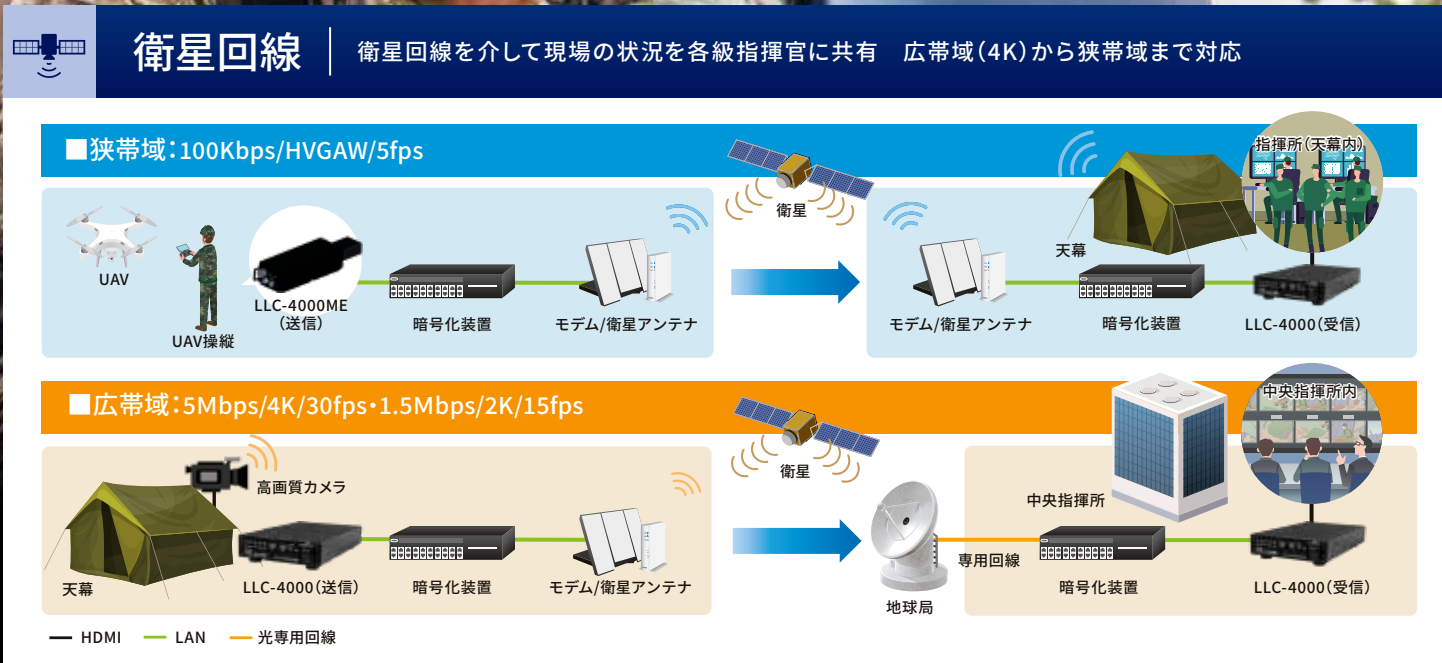 衛星回線
衛星回線を介して現場の状況を各級指揮官に共有　広帯域(4K)から狭帯域まで対応
■狭帯域：100Kbps/HVGAW/5fps
衛星
指揮所(天幕内)
天幕
UAV
UAV操縦
LLC-4000ME
(送信)
暗号化装置
モデム/衛星アンテナ
モデム/衛星アンテナ
暗号化装置
LLC-4000(受信)
■広帯域：5Mbps/4K/30fps・1.5Mbps/2K/15fps
衛星
中央指揮所内
高画質カメラ
中央指揮所
専用回線
天幕
LLC-4000(送信)
暗号化装置
モデム/衛星アンテナ
地球局
暗号化装置
LLC-4000(受信)
HDMI LAN 光専用回線